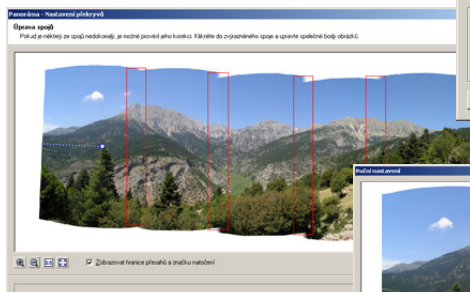 Panoráma - Nastavení překryvů
Úprava spojů
Pokud je některý ze spojů nedokonalý, je možné provést jeho korekci. Klikněte do zvýrazněného spoje a upravte společné body obrázků.
Ruční nastavení
Zobrazovat hranice přesahů a značku natočení